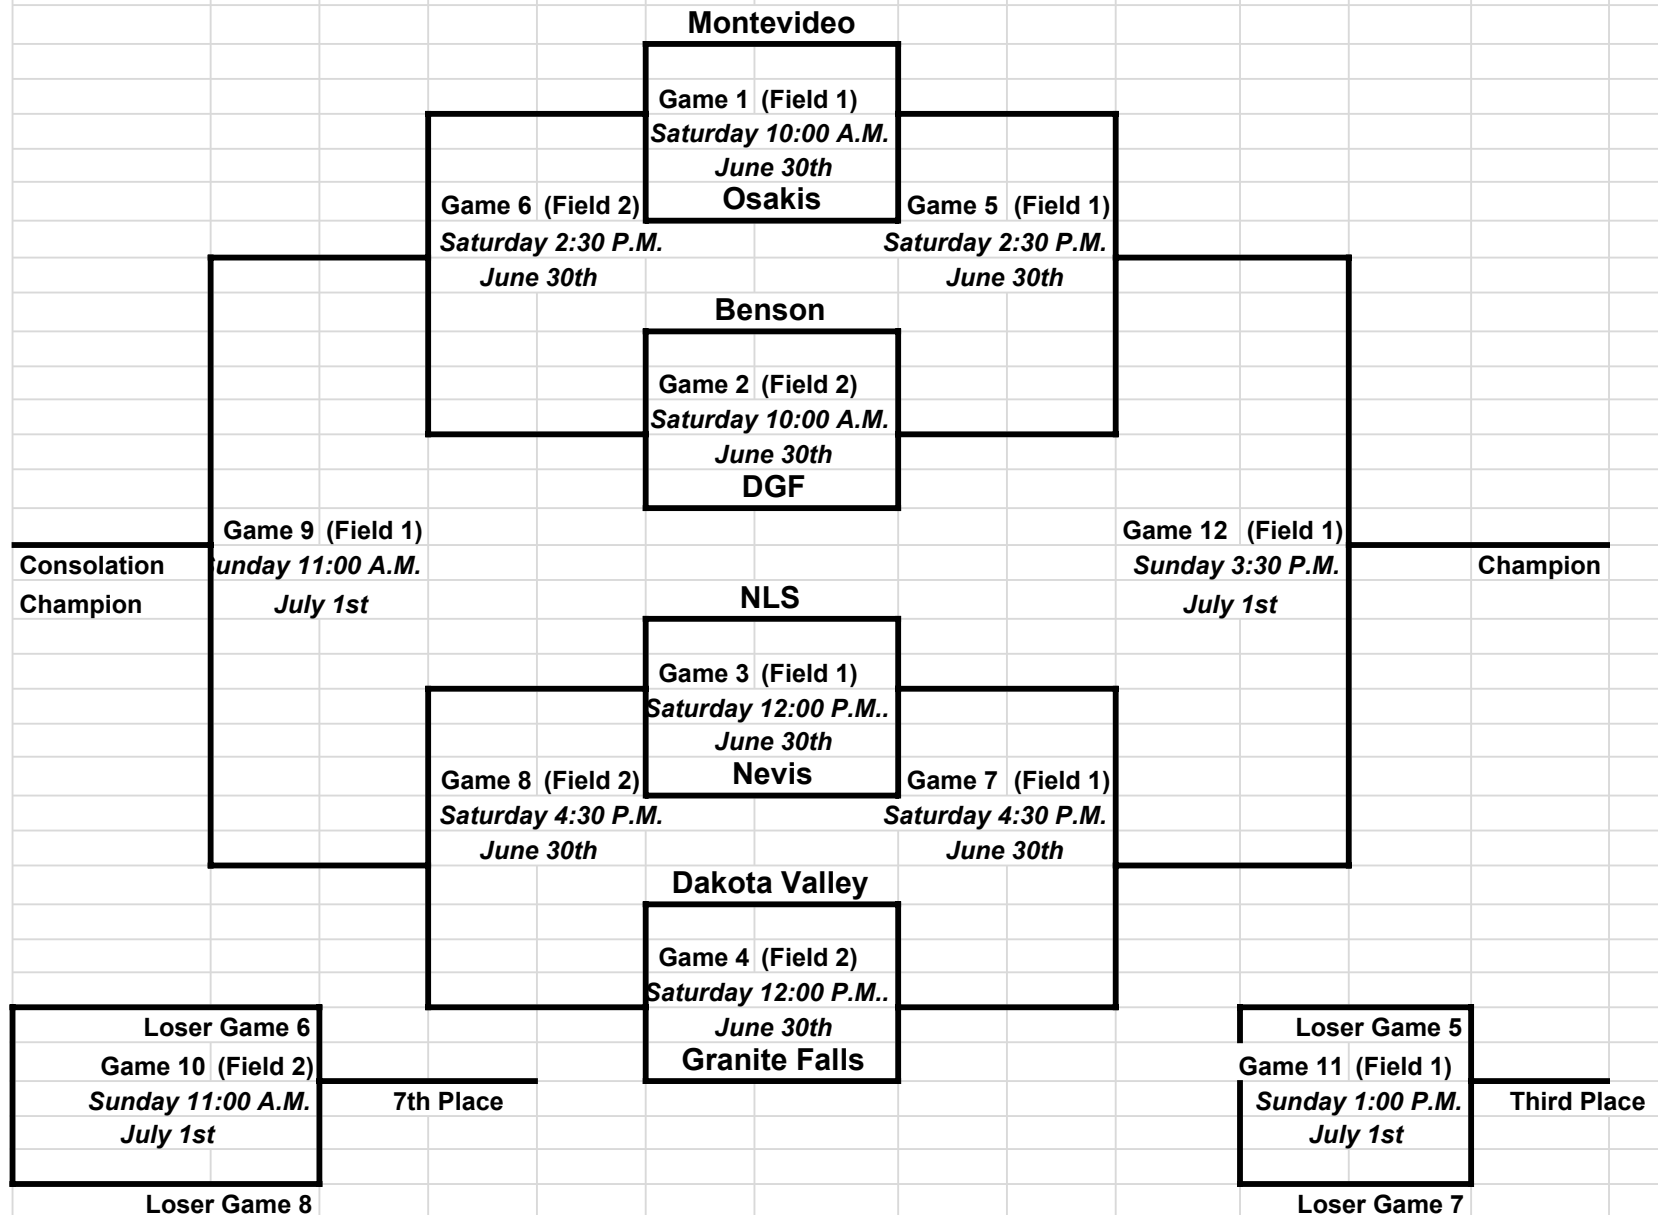 Montevideo
Game 1 (Field 1)
Saturday 10:00 A.M.
June 30th
Osakis
Game 6 (Field 2)
Saturday 2:30 P.M.
June 30th
Game 5 (Field 1)
Saturday 2:30 P.M.
June 30th
Benson
Game 2 (Field 2)
Saturday 10:00 A.M.
June 30th
DGF
Game 9 (Field 1)
unday 11:00 A.M.
July 1st
Consolation
Champion
Game 12 (Field 1)
Sunday 3:30 P.M.
July 1st
Champion
NLS
Game 3 (Field 1)
Saturday 12:00 P.M..
June 30th
Nevis
Game 8 (Field 2)
Saturday 4:30 P.M.
June 30th
Game 7 (Field 1)
Saturday 4:30 P.M.
June 30th
Dakota Valley
Game 4 (Field 2)
Saturday 12:00 P.M..
June 30th
Granite Falls
Loser Game 6
Game 10 (Field 2)
Sunday 11:00 A.M.
July 1st
Loser Game 8
7th Place
Loser Game 5
Game 11 (Field 1)
Sunday 1:00 P.M.
July 1st
Loser Game 7
Third Place